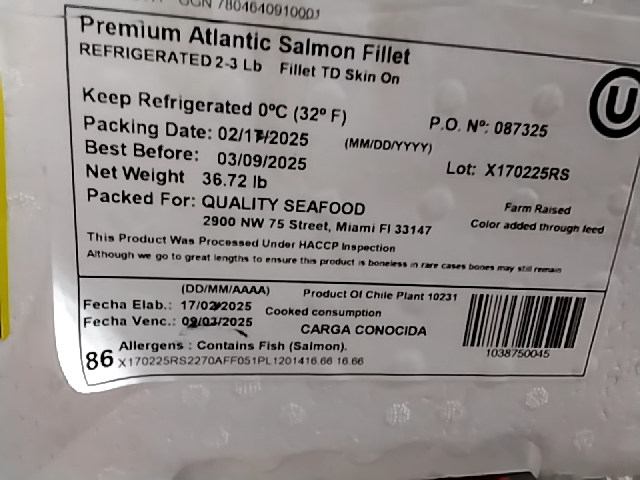 GGN 7804640910001
Premium Atlantic Salmon Fillet
REFRIGERATED 2-3 Lb Fillet TD Skin On
U
Keep Refrigerated 0ºC (32º F)
P.O. Nº: 087325
Packing Date: 02/17/2025 (MM/DD/YYYY)
Best Before: 03/09/2025
Lot: X170225RS
Net Weight 36.72 lb
Packed For: QUALITY SEAFOOD
2900 NW 75 Street, Miami Fl 33147
Farm Raised
Color added through feed
This Product Was Processed Under HACCP Inspection
Although we go to great lengths to ensure this product is boneless in rare cases bones may still remain
(DD/MM/AAAA) Product Of Chile Plant 10231
Fecha Elab.: 17/02/2025 Cooked consumption
Fecha Venc.: 09/03/2025 CARGA CONOCIDA
1038750045
Allergens : Contains Fish (Salmon).
86 X170225RS2270AFF051PL1201416.66 16.66